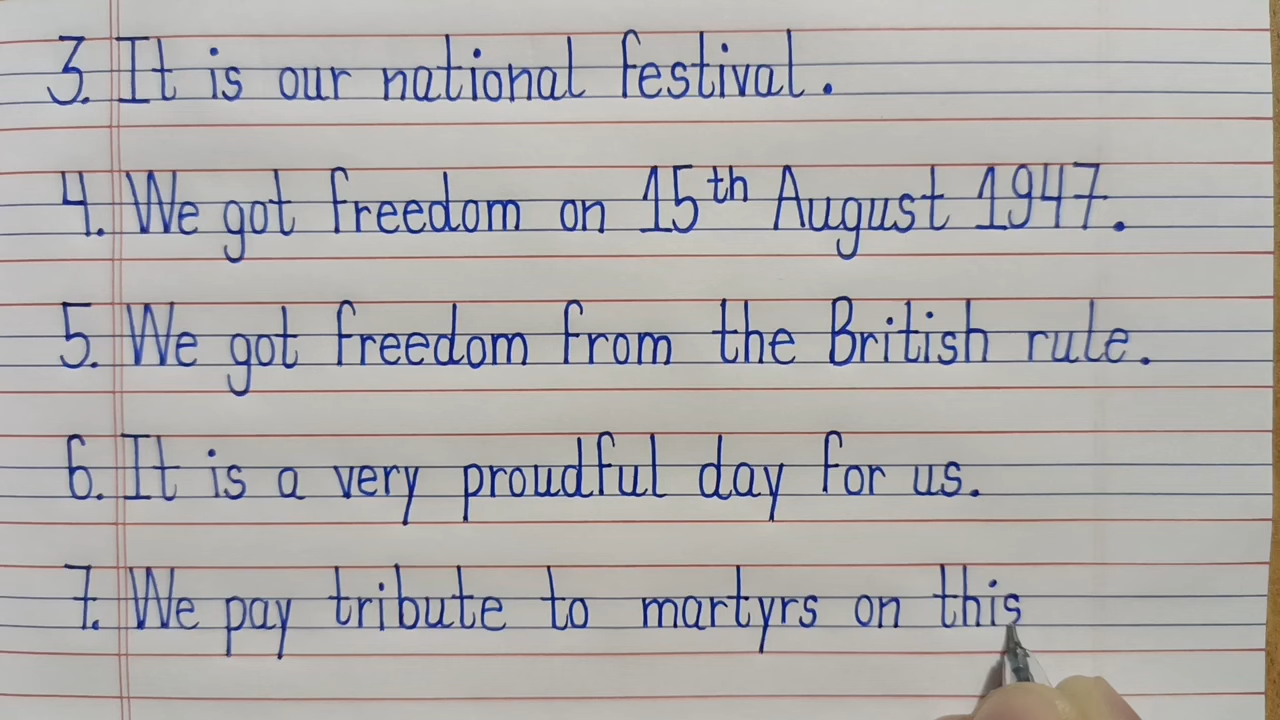 3. It is our national festival.
4. We got freedom on 15th August 1947.
5. We got freedom from the British rule.
6. It is a very proudful day for us.
7. We pay tribute to martyrs on this